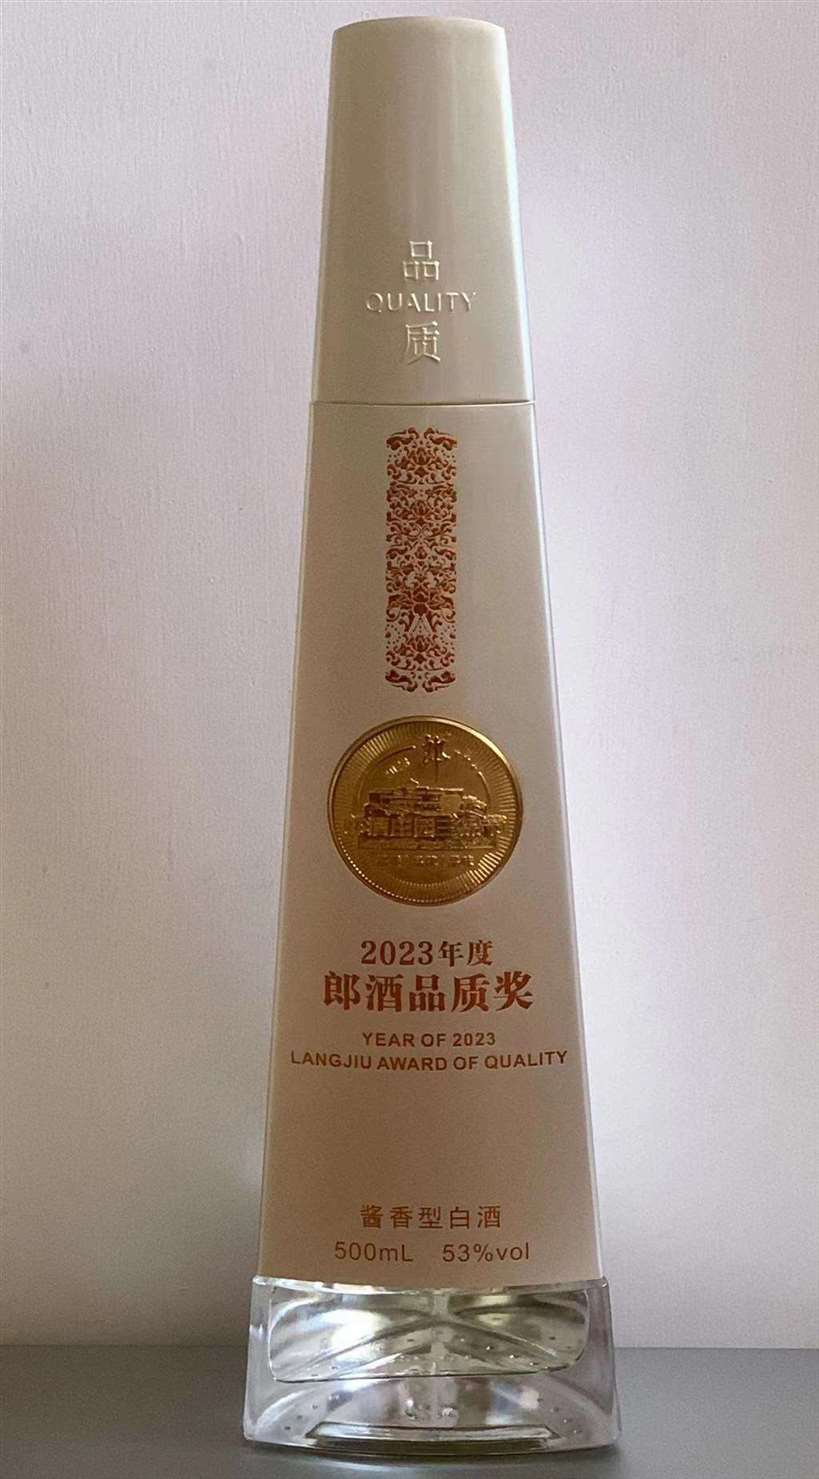 品
QUALITY
质
郎
2023年度
郎酒品质奖
YEAR OF 2023
LANGJIU AWARD OF QUALITY
酱香型白酒
500mL 53%vol